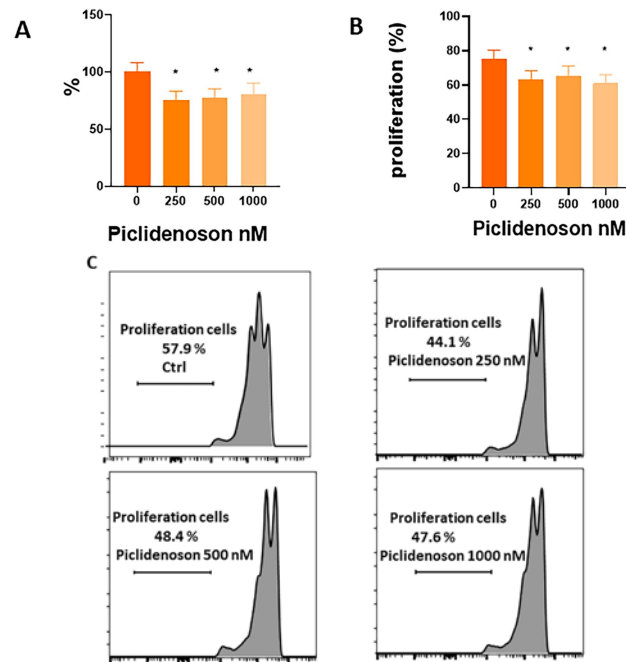 A
150
100
50
0
%
*
*
*
0
250
500
1000
Piclidenoson nM
B
100
80
60
40
20
0
proliferation (%)
*
*
*
0
250
500
1000
Piclidenoson nM
C
Proliferation cells
57.9 %
Ctrl
Proliferation cells
44.1 %
Piclidenoson 250 nM
Proliferation cells
48.4 %
Piclidenoson 500 nM
Proliferation cells
47.6 %
Piclidenoson 1000 nM